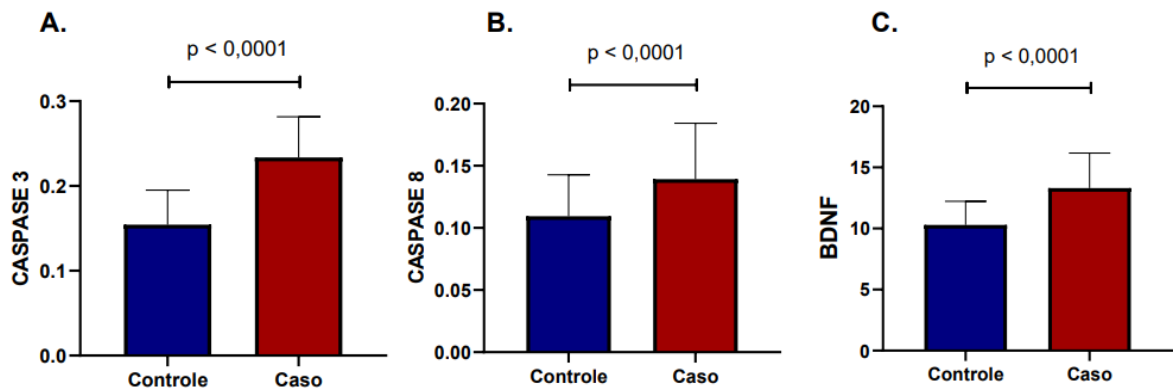 A.
p < 0,0001
CASPASE 3
0.3
0.2
0.1
0.0
Controle
Caso
B.
p < 0,0001
CASPASE 8
0.20
0.15
0.10
0.05
0.00
Controle
Caso
C.
p < 0,0001
BDNF
20
15
10
5
0
Controle
Caso